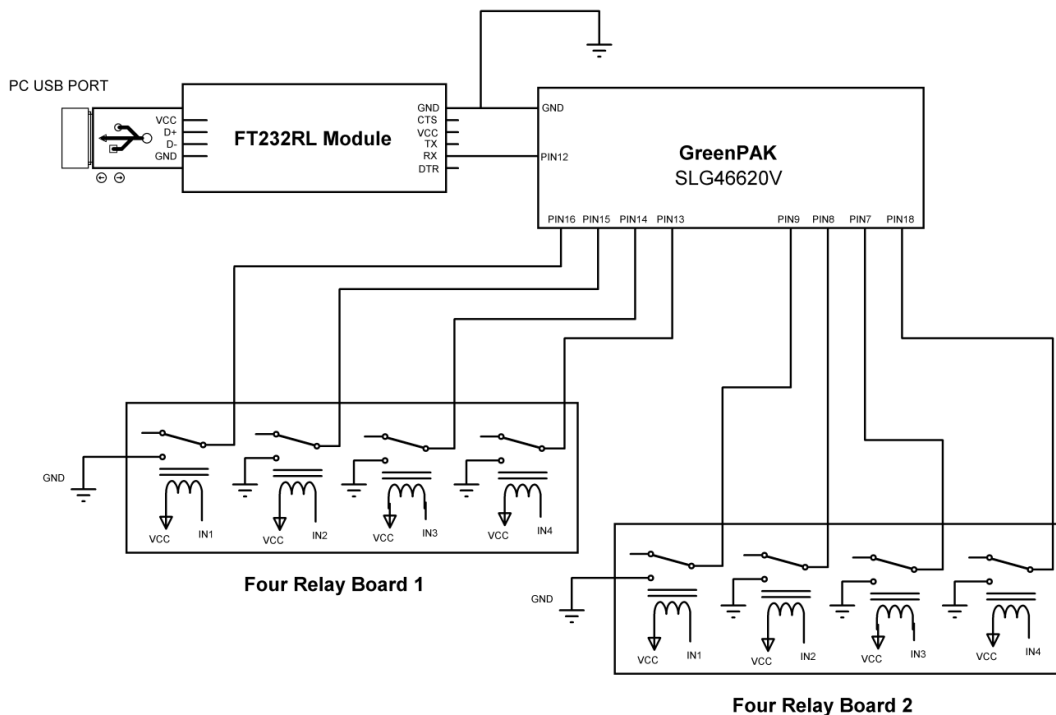 PC USB PORT
VCC
D+
D-
GND
FT232RL Module
GND
CTS
VCC
TX
RX
DTR
GND
PIN12
GreenPAK
SLG46620V
PIN16 PIN15 PIN14 PIN13 PIN9 PIN8 PIN7 PIN18
GND
VCC IN1 VCC IN2 VCC IN3 VCC IN4
Four Relay Board 1
GND
VCC IN1 VCC IN2 VCC IN3 VCC IN4
Four Relay Board 2